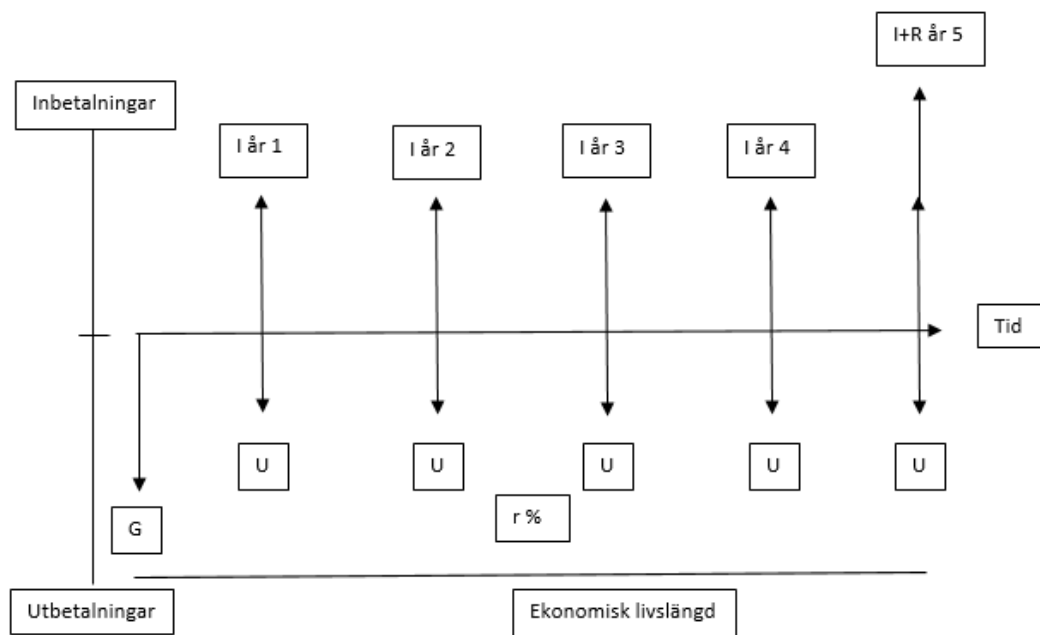 I+R år 5
Inbetalningar
I år 1
I år 2
I år 3
I år 4
Tid
U
U
U
U
U
r %
G
Utbetalningar
Ekonomisk livslängd